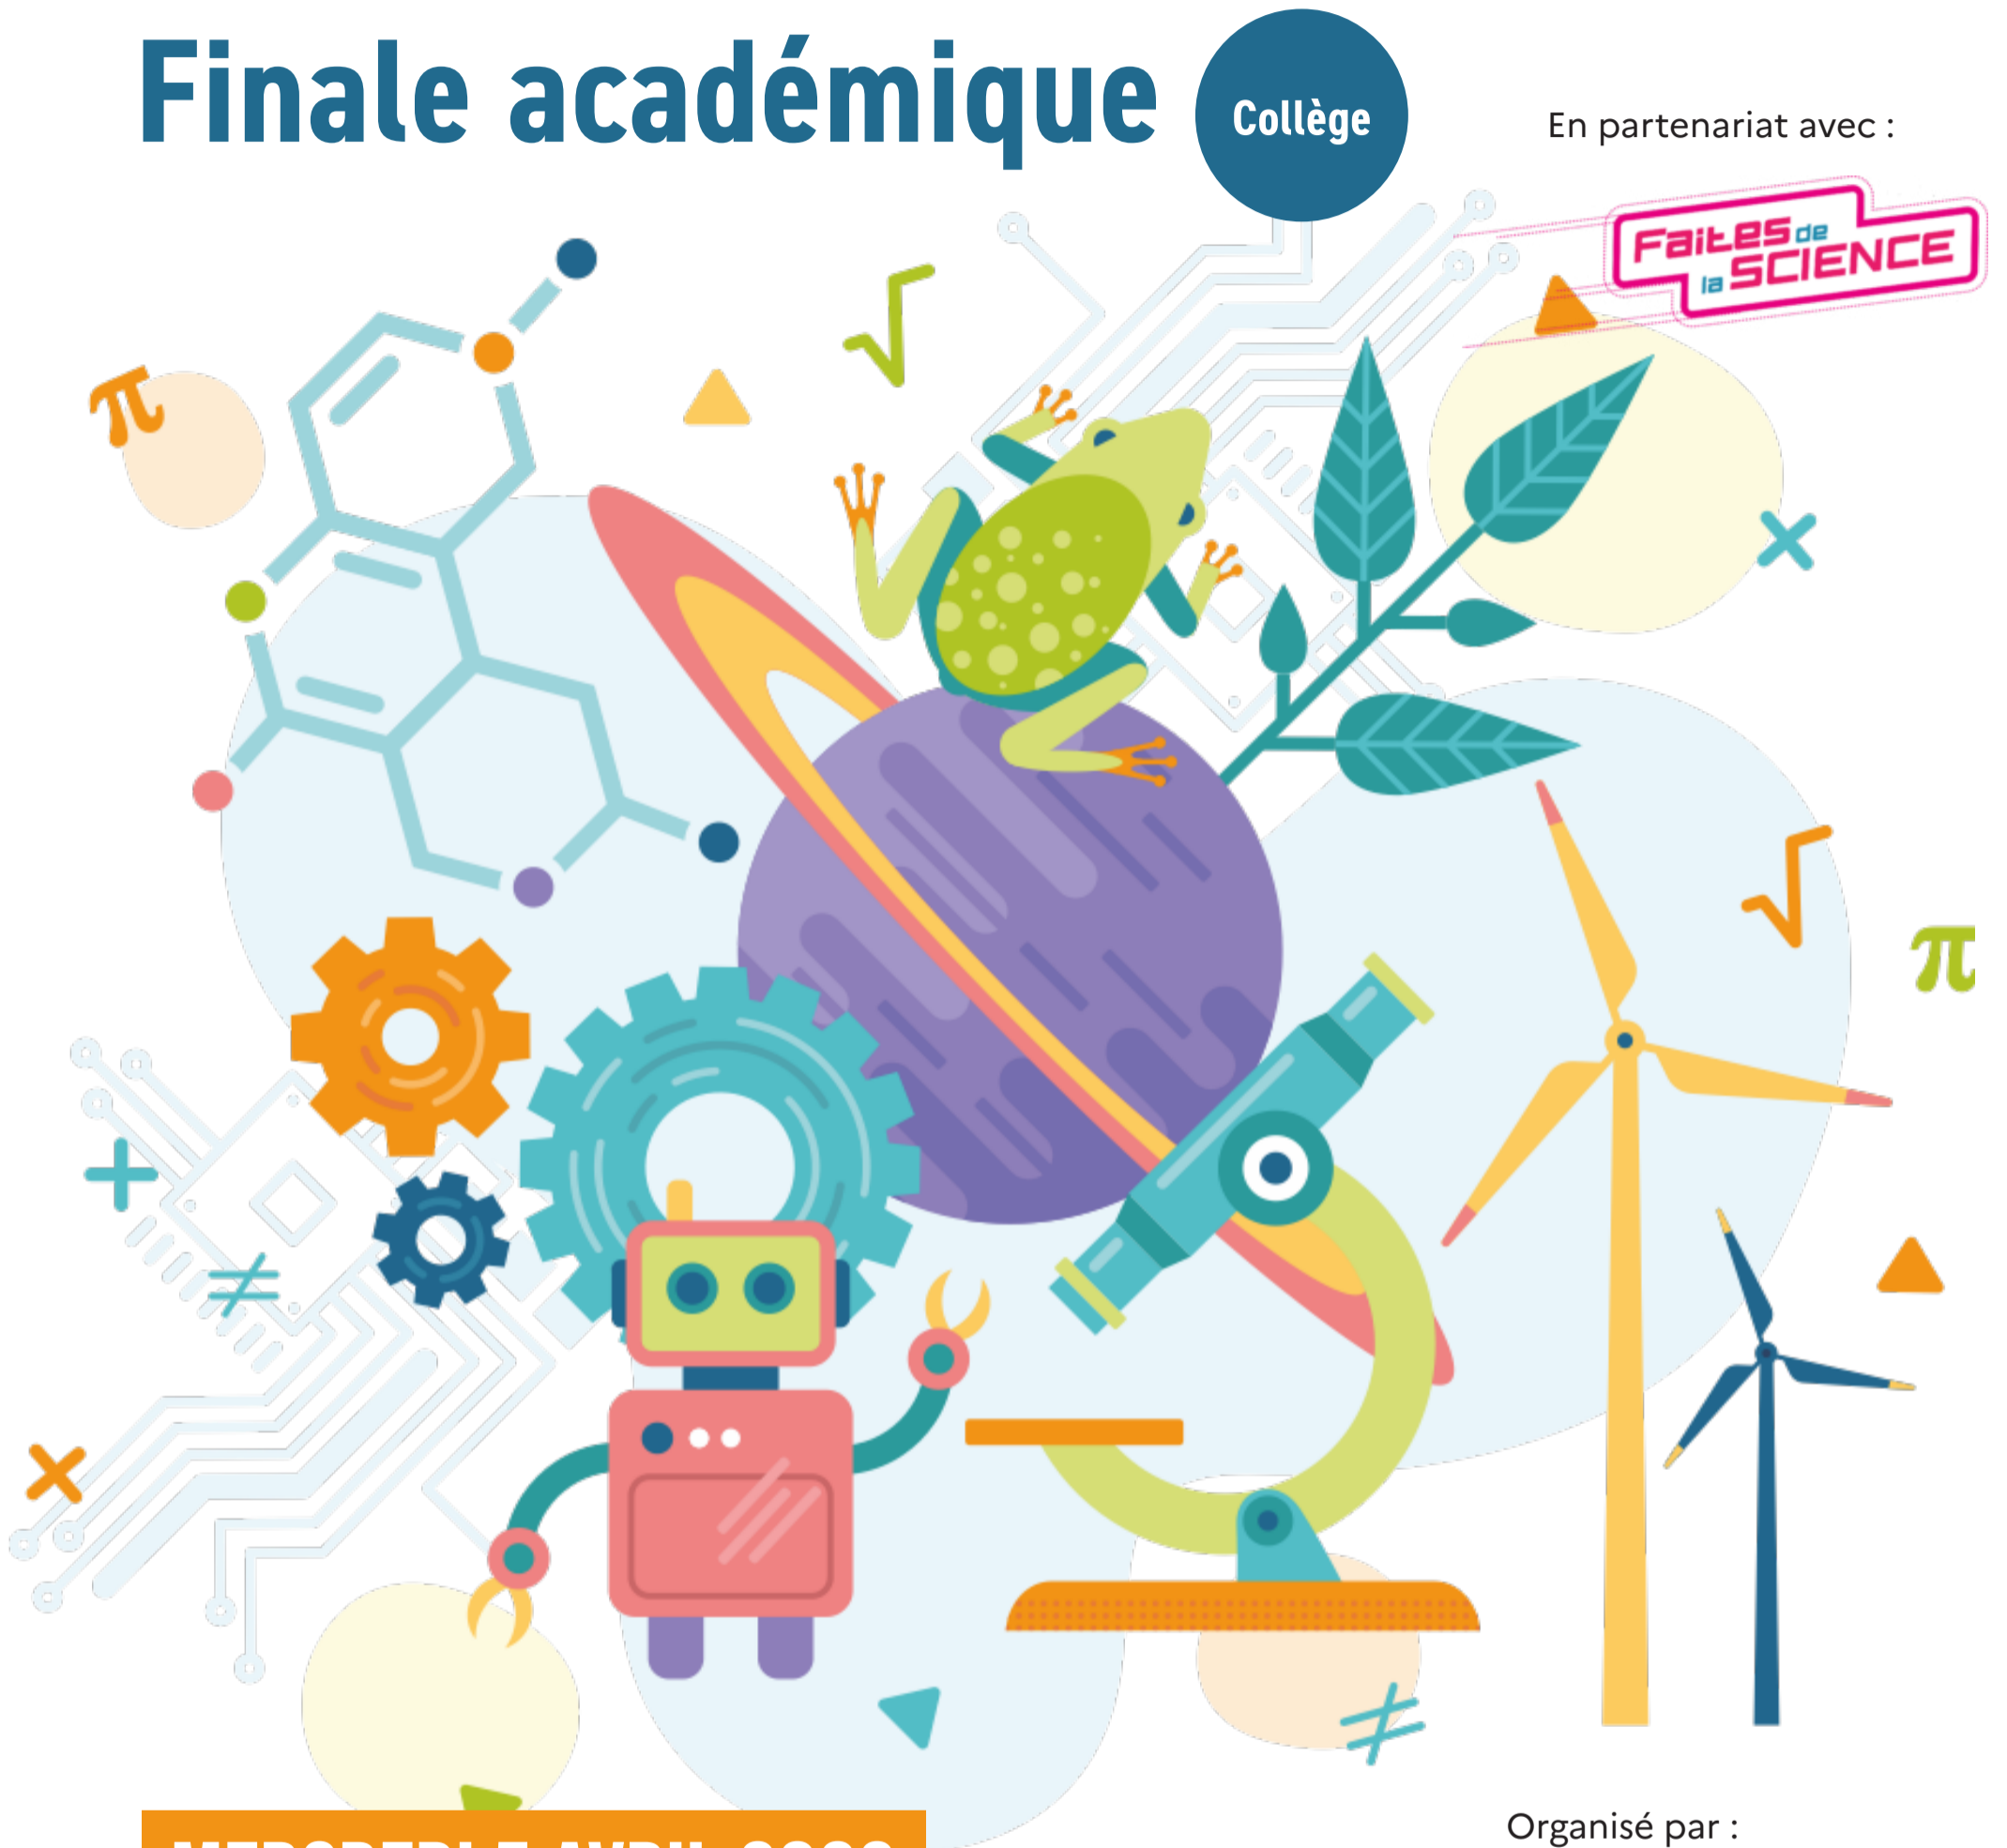 Finale académique
Collège
En partenariat avec :
Faites de
la SCIENCE
π
√
√
π
Organisé par :